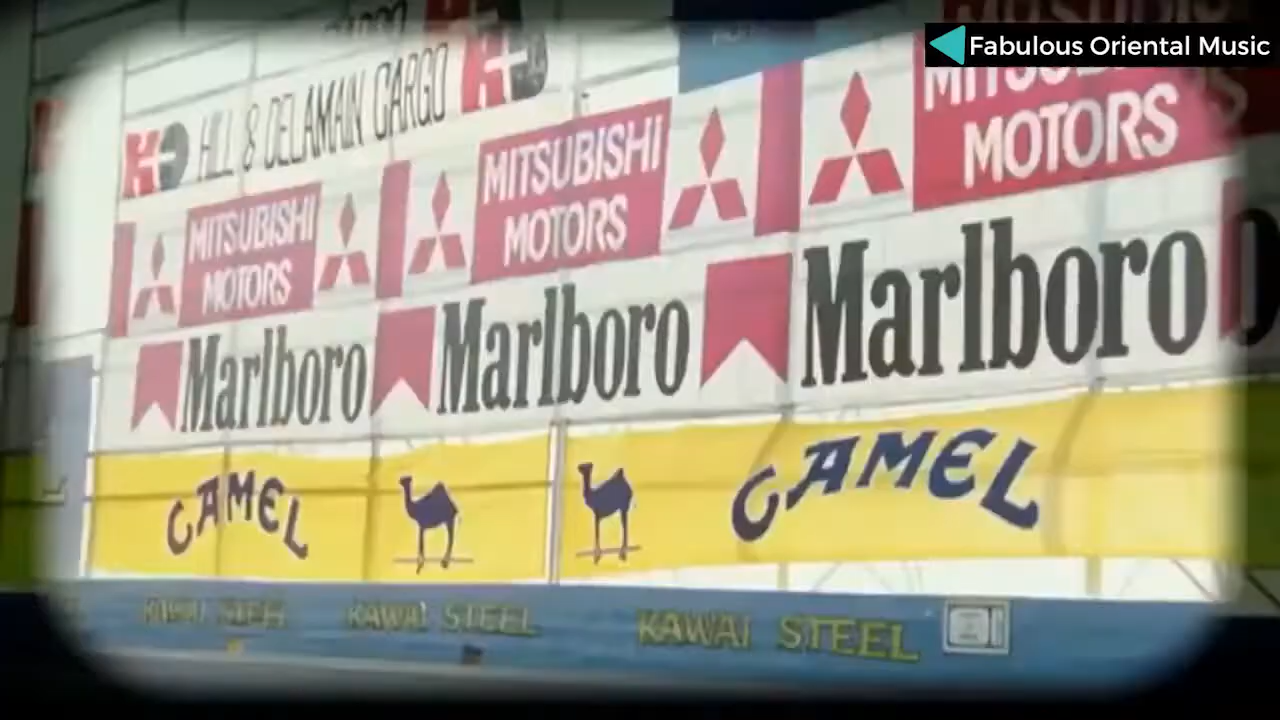 Fabulous Oriental Music
HILL & DELAMAIN CARGO
MITSUBISHI
MOTORS
MITSUBISHI
MOTORS
MITSUBISHI
MOTORS
Marlboro
Marlboro
Marlboro
CAMEL
CAMEL
KAWAI STEEL
KAWAI STEEL
KAWAI STEEL